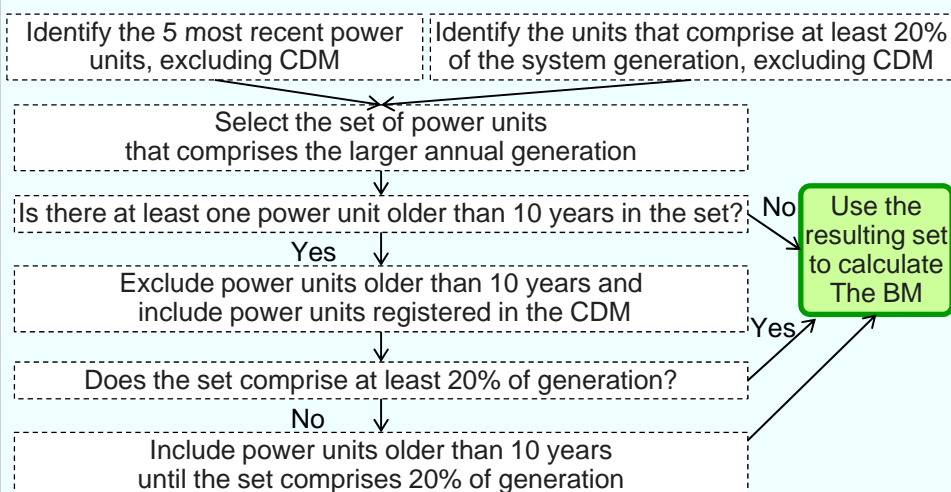 Identify the 5 most recent power
units, excluding CDM
Identify the units that comprise at least 20%
of the system generation, excluding CDM
Select the set of power units
that comprises the larger annual generation
Is there at least one power unit older than 10 years in the set?
No
Use the
resulting set
to calculate
The BM
Yes
Exclude power units older than 10 years and
include power units registered in the CDM
Yes
Does the set comprise at least 20% of generation?
No
Include power units older than 10 years
until the set comprises 20% of generation